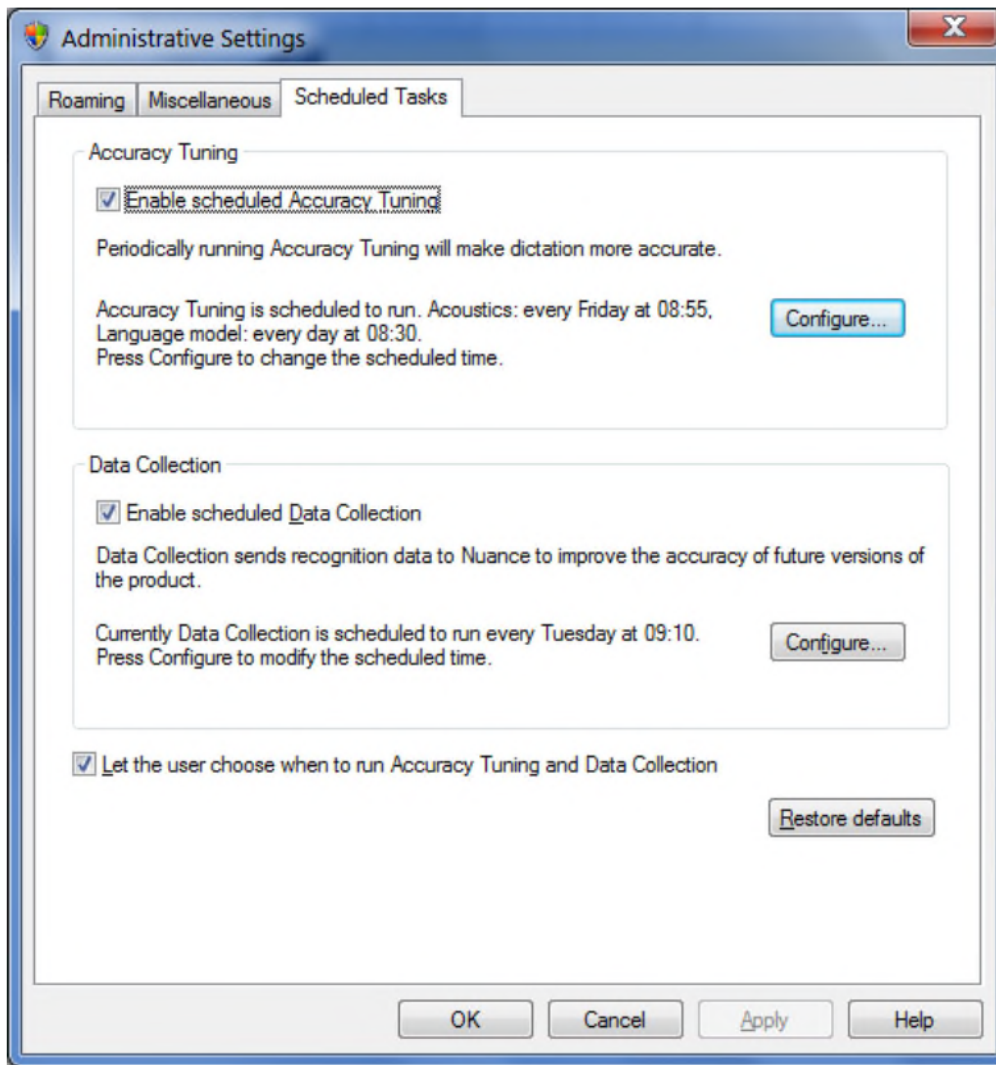 Administrative Settings
Roaming
Miscellaneous
Scheduled Tasks
Accuracy Tuning
Enable scheduled Accuracy Tuning
Periodically running Accuracy Tuning will make dictation more accurate.
Accuracy Tuning is scheduled to run. Acoustics: every Friday at 08:55,
Language model: every day at 08:30.
Press Configure to change the scheduled time.
Configure...
Data Collection
Enable scheduled Data Collection
Data Collection sends recognition data to Nuance to improve the accuracy of future versions of
the product.
Currently Data Collection is scheduled to run every Tuesday at 09:10.
Press Configure to modify the scheduled time.
Configure...
Let the user choose when to run Accuracy Tuning and Data Collection
Restore defaults
OK
Cancel
Apply
Help